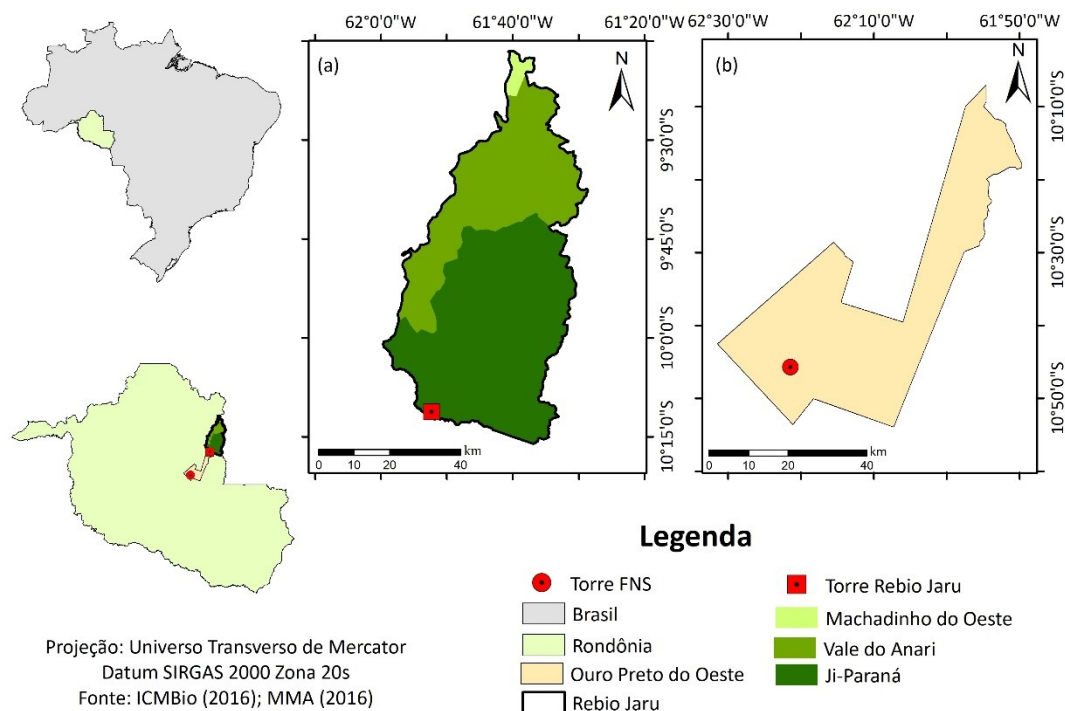 62°0'0"W 61°40'0"W 61°20'0"W
(a)
N
9°30'0"S
9°45'0"S
10°0'0"S
10°15'0"S
km
0 10 20 40
62°30'0"W 62°10'0"W 61°50'0"W
(b)
N
10°10'0"S
10°30'0"S
10°50'0"S
km
0 10 20 40
Legenda
Torre FNS
Brasil
Rondônia
Ouro Preto do Oeste
Rebio Jaru
Torre Rebio Jaru
Machadinho do Oeste
Vale do Anari
Ji-Paraná
Projeção: Universo Transverso de Mercator
Datum SIRGAS 2000 Zona 20s
Fonte: ICMBio (2016); MMA (2016)